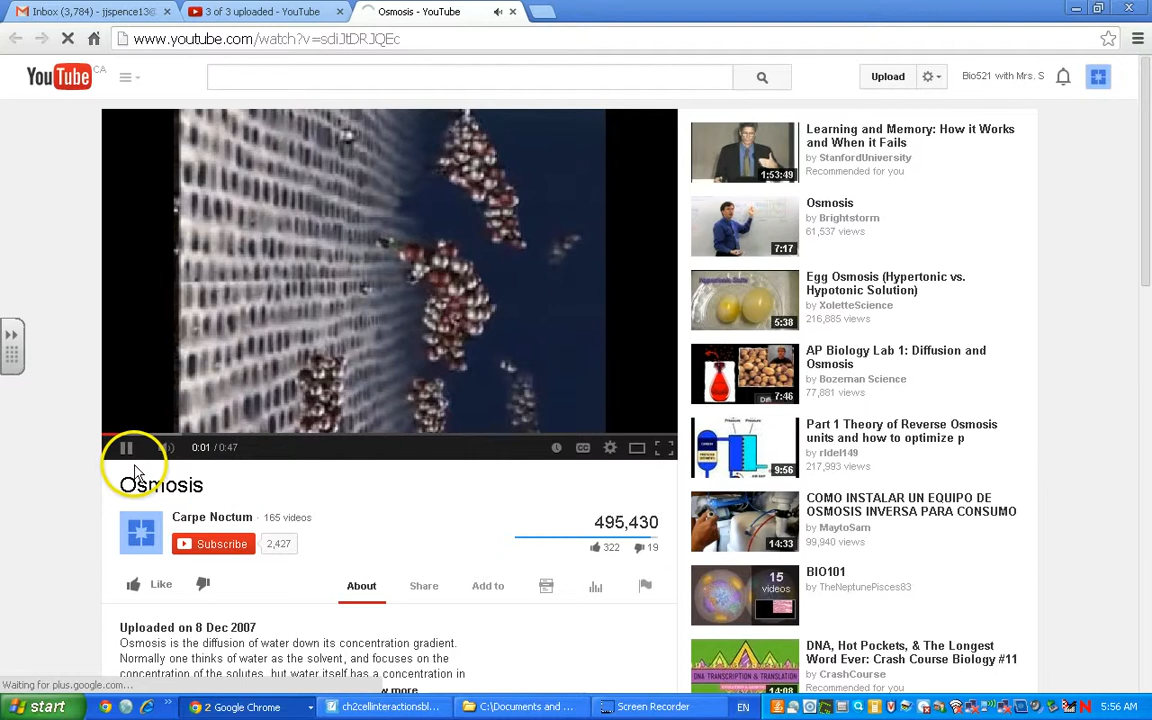 Inbox (3,784) - jjspence13@
3 of 3 uploaded - YouTube
Osmosis - YouTube
www.youtube.com/watch?v=sdiJtDRJQEc
YouTube CA
Upload
Bio521 with Mrs. S
Learning and Memory: How it Works
and When it Fails
by StanfordUniversity
Recommended for you
1:53:49
Osmosis
by Brightstorm
61,537 views
7:17
Egg Osmosis (Hypertonic vs.
Hypotonic Solution)
by XoletteScience
216,885 views
5:38
AP Biology Lab 1: Diffusion and
Osmosis
by Bozeman Science
77,881 views
7:46
Part 1 Theory of Reverse Osmosis
units and how to optimize p
by rldel149
217,993 views
9:56
COMO INSTALAR UN EQUIPO DE
OSMOSIS INVERSA PARA CONSUMO
by MaytoSam
99,940 views
14:33
BIO101
by TheNeptunePisces83
15
videos
DNA, Hot Pockets, & The Longest
Word Ever: Crash Course Biology #11
by CrashCourse
Recommended for you
DNA TRANSCRIPTION & TRANSLATION
14:08
0:01 / 0:47
CC
Osmosis
Carpe Noctum · 165 videos
Subscribe 2,427
495,430
322 19
Like
About Share Add to
Uploaded on 8 Dec 2007
Osmosis is the diffusion of water down its concentration gradient.
Normally one thinks of water as the solvent, and focuses on the
concentration of the solutes, but water itself has a concentration in
Waiting for plus.google.com...
start
2 Google Chrome
ch2cellinteractionsbl...
C:\Documents and ...
Screen Recorder
EN
5:56 AM